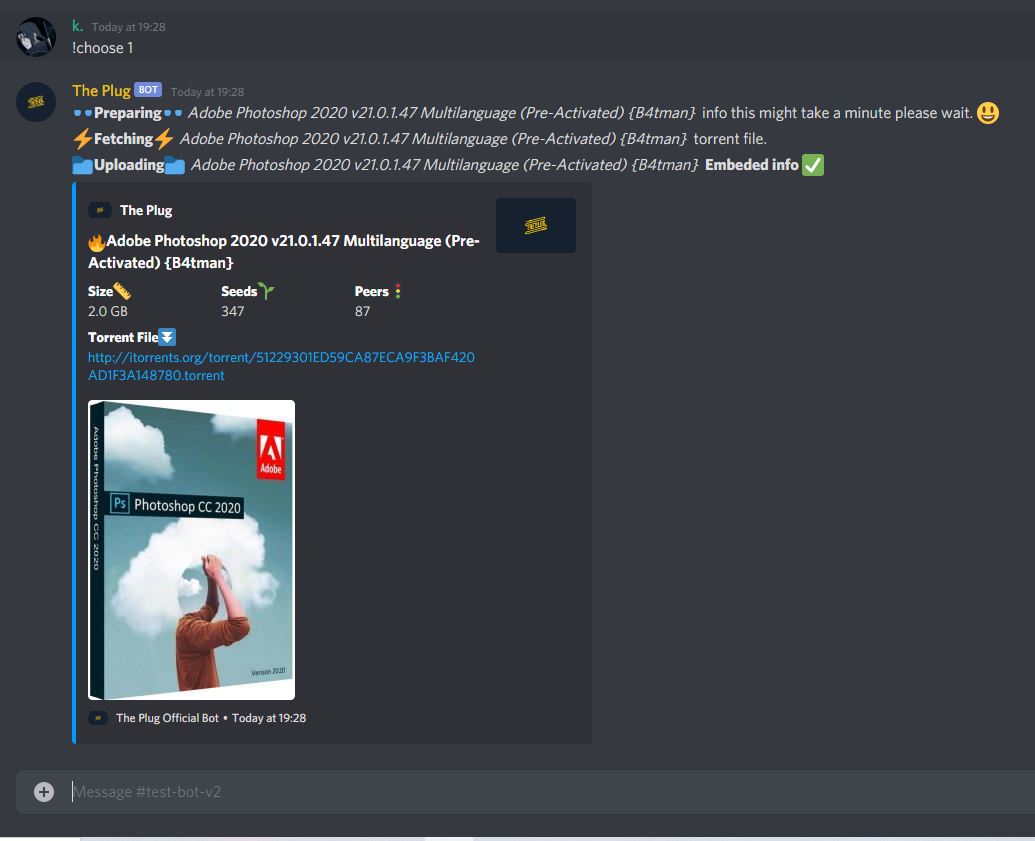 k. Today at 19:28
!choose 1
The Plug BOT Today at 19:28
Preparing Adobe Photoshop 2020 v21.0.1.47 Multilanguage (Pre-Activated) {B4tman} info this might take a minute please wait.
Fetching Adobe Photoshop 2020 v21.0.1.47 Multilanguage (Pre-Activated) {B4tman} torrent file.
Uploading Adobe Photoshop 2020 v21.0.1.47 Multilanguage (Pre-Activated) {B4tman} Embeded info
The Plug
Adobe Photoshop 2020 v21.0.1.47 Multilanguage (Pre-
Activated) {B4tman}
Size Seeds Peers
2.0 GB 347 87
Torrent File
http://itorrents.org/torrent/51229301ED59CA87ECA9F3BAF420
AD1F3A148780.torrent
Adobe Photoshop CC 2020
Adobe
Ps Photoshop CC 2020
Version 2020
The Plug Official Bot • Today at 19:28
Message #test-bot-v2